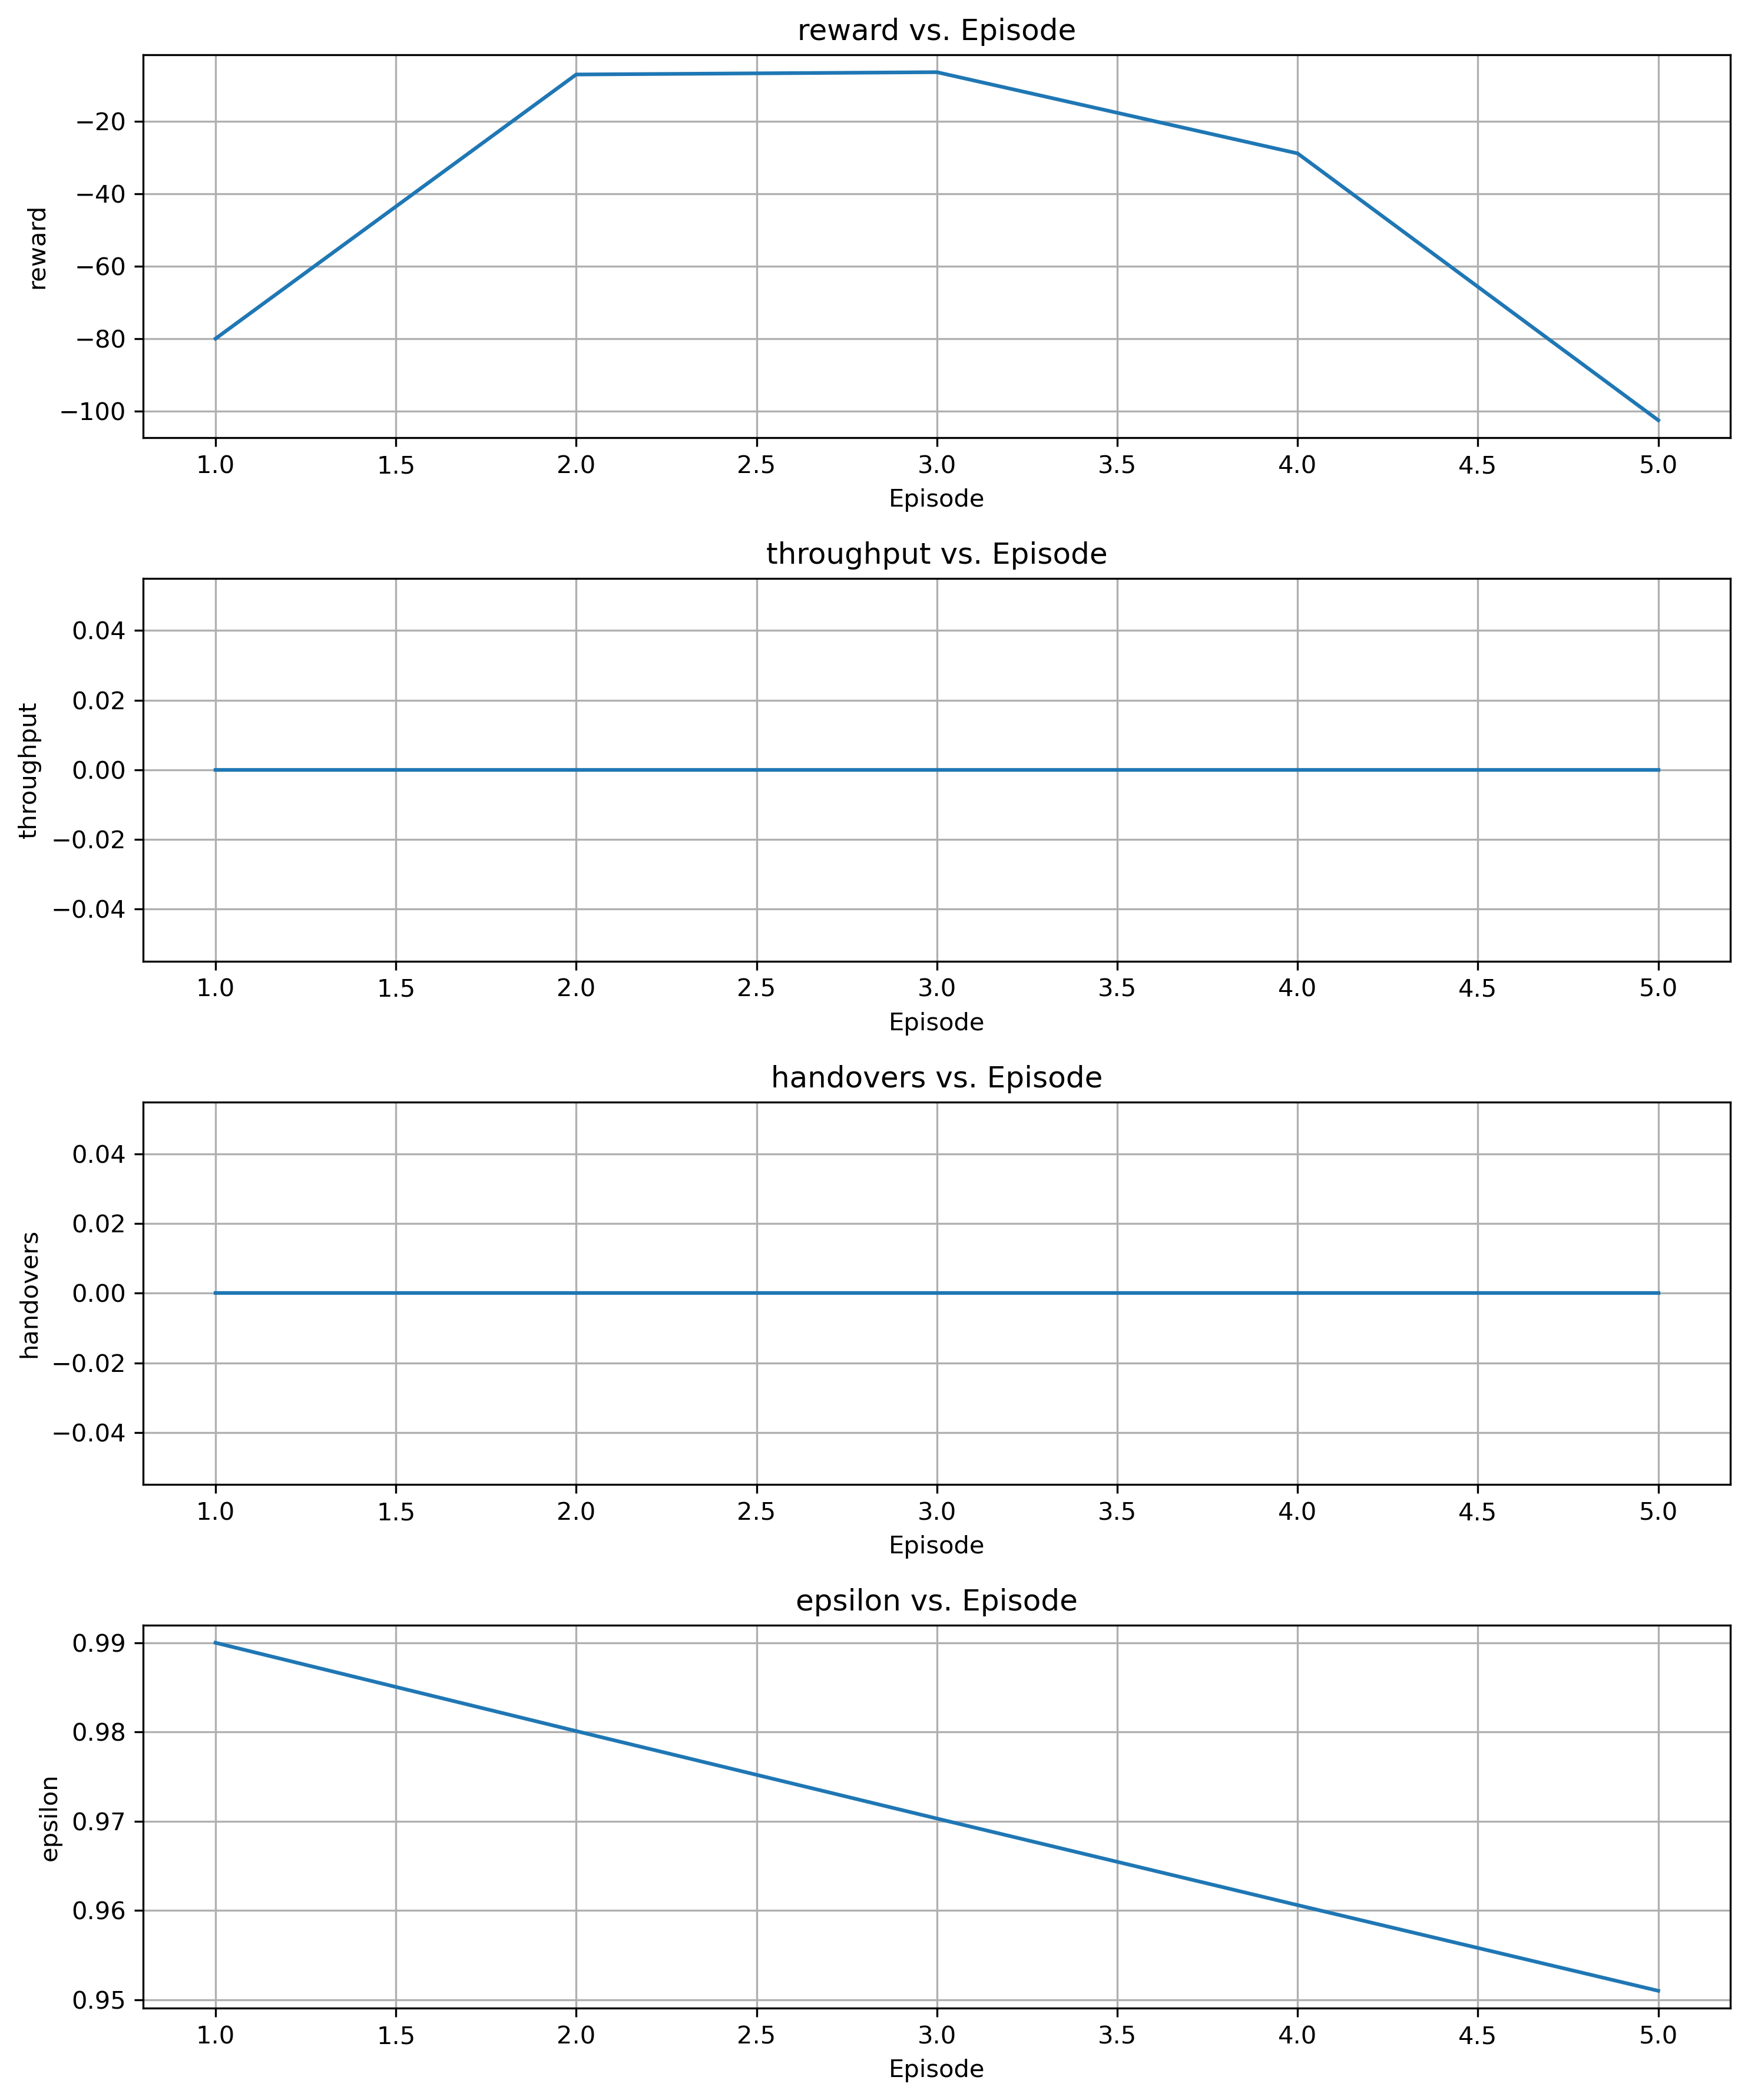 reward vs. Episode
−20
−40
−60
−80
−100
reward
1.0 1.5 2.0 2.5 3.0 3.5 4.0 4.5 5.0
Episode
throughput vs. Episode
0.04
0.02
0.00
−0.02
−0.04
throughput
1.0 1.5 2.0 2.5 3.0 3.5 4.0 4.5 5.0
Episode
handovers vs. Episode
0.04
0.02
0.00
−0.02
−0.04
handovers
1.0 1.5 2.0 2.5 3.0 3.5 4.0 4.5 5.0
Episode
epsilon vs. Episode
0.99
0.98
0.97
0.96
0.95
epsilon
1.0 1.5 2.0 2.5 3.0 3.5 4.0 4.5 5.0
Episode